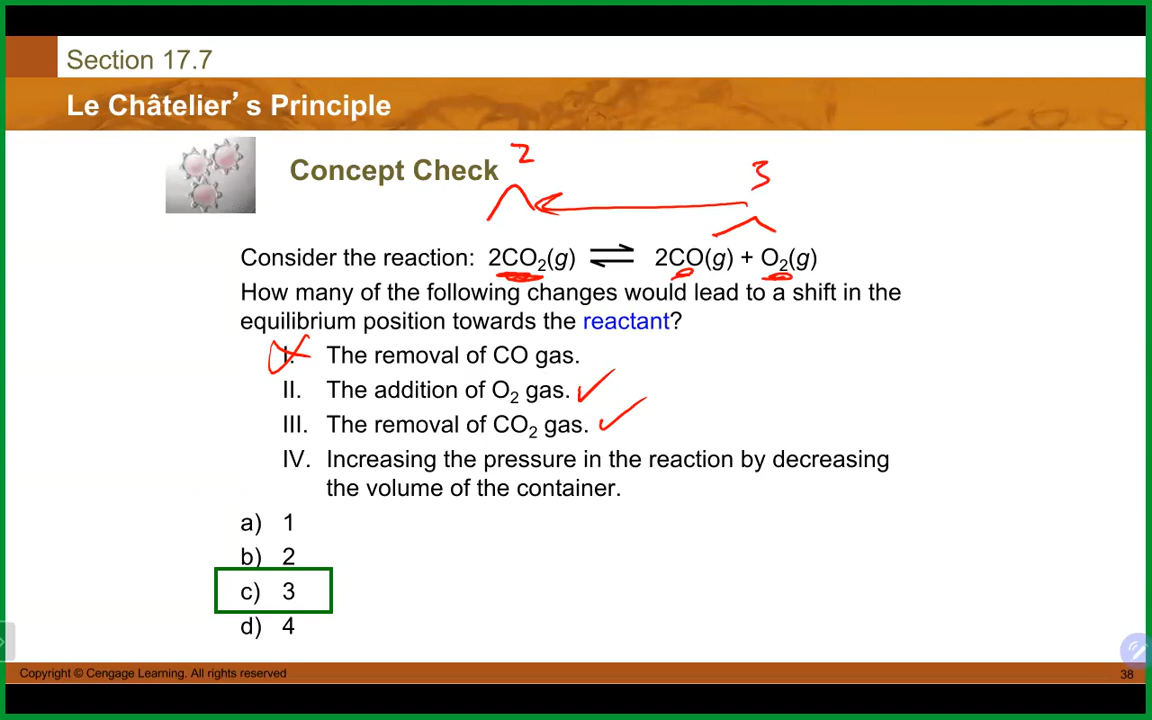 Section 17.7
Le Châtelier's Principle
Concept Check
2
3
Consider the reaction: 2CO₂(g) ⇌ 2CO(g) + O₂(g)
How many of the following changes would lead to a shift in the
equilibrium position towards the reactant?
I. The removal of CO gas.
II. The addition of O₂ gas.
III. The removal of CO₂ gas.
IV. Increasing the pressure in the reaction by decreasing
the volume of the container.
a) 1
b) 2
c) 3
d) 4
Copyright © Cengage Learning. All rights reserved
38